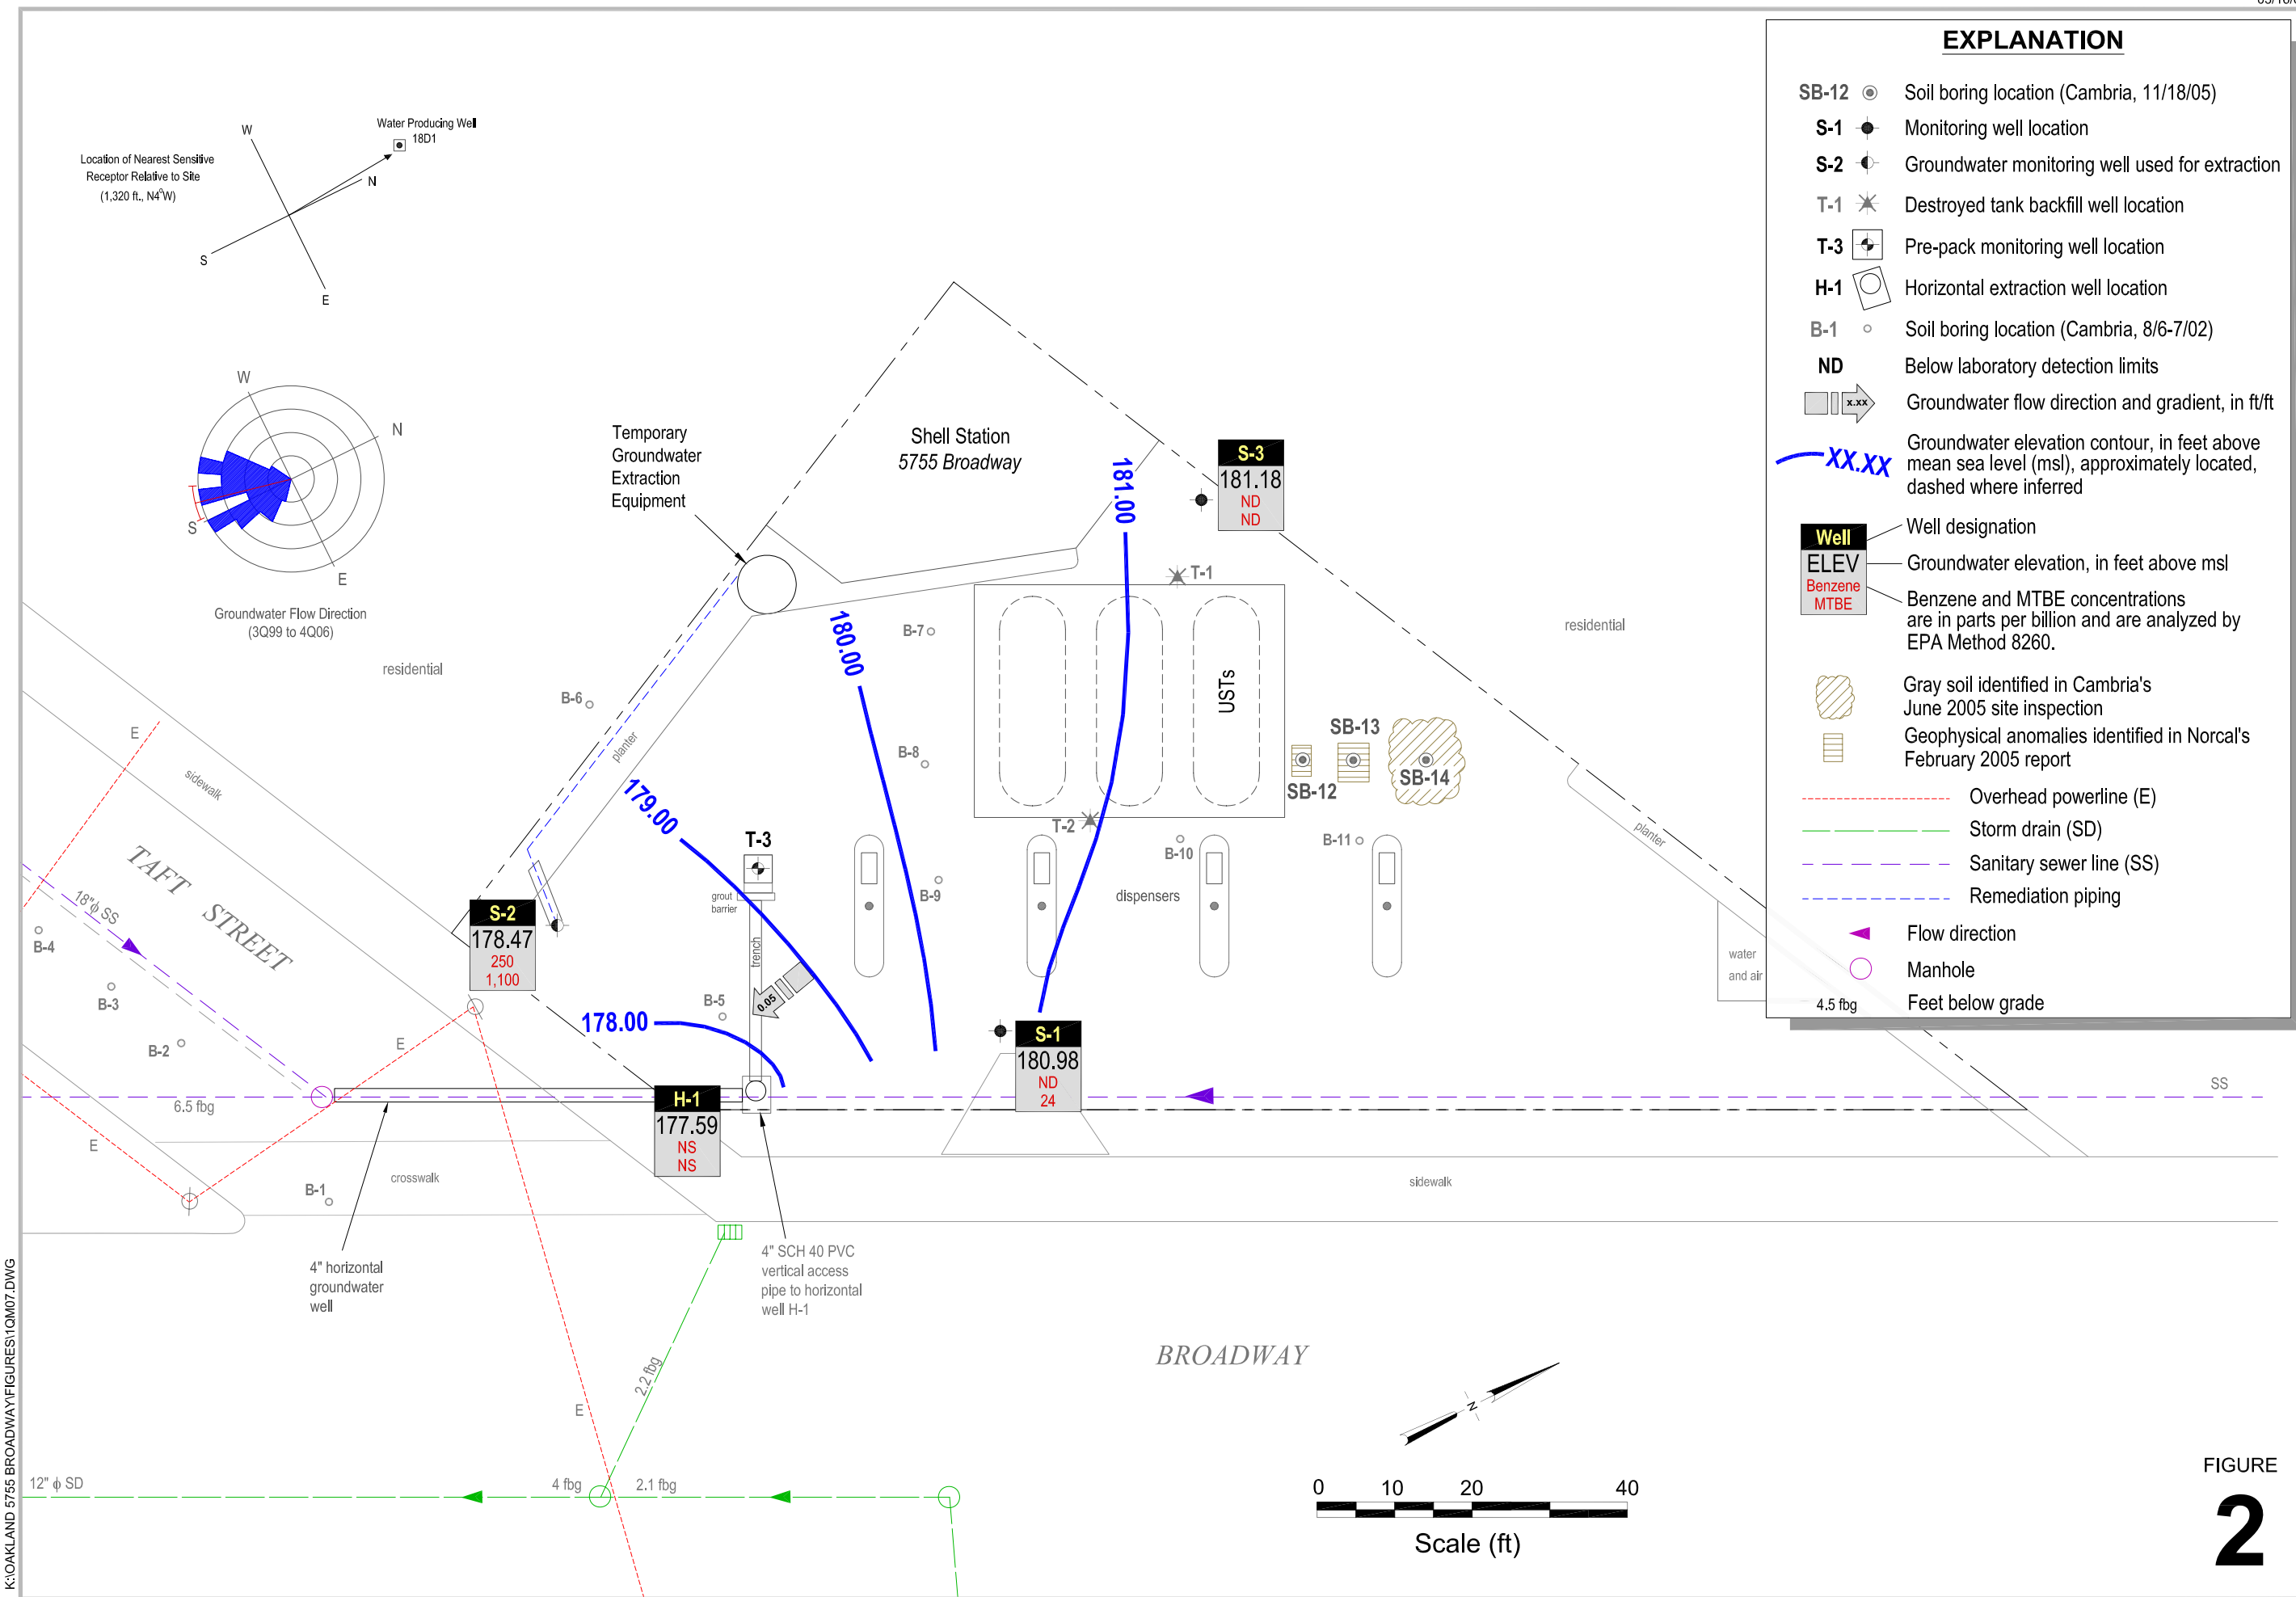 EXPLANATION
SB-12 Soil boring location (Cambria, 11/18/05)
S-1 Monitoring well location
S-2 Groundwater monitoring well used for extraction
T-1 Destroyed tank backfill well location
T-3 Pre-pack monitoring well location
H-1 Horizontal extraction well location
B-1 Soil boring location (Cambria, 8/6-7/02)
ND Below laboratory detection limits
x.xx Groundwater flow direction and gradient, in ft/ft
XX.XX Groundwater elevation contour, in feet above
mean sea level (msl), approximately located,
dashed where inferred
Well
ELEV
Benzene
MTBE
Well designation
Groundwater elevation, in feet above msl
Benzene and MTBE concentrations
are in parts per billion and are analyzed by
EPA Method 8260.
Gray soil identified in Cambria's
June 2005 site inspection
Geophysical anomalies identified in Norcal's
February 2005 report
Overhead powerline (E)
Storm drain (SD)
Sanitary sewer line (SS)
Remediation piping
Flow direction
Manhole
4.5 fbg Feet below grade
Location of Nearest Sensitive
Receptor Relative to Site
(1,320 ft., N4°W)
W
N
S
E
Water Producing Well
18D1
W
N
S
E
Groundwater Flow Direction
(3Q99 to 4Q06)
residential
Temporary
Groundwater
Extraction
Equipment
Shell Station
5755 Broadway
S-3
181.18
ND
ND
181.00
180.00
179.00
178.00
T-1
B-7
B-6
B-8
planter
USTs
residential
SB-13
SB-12
SB-14
T-2
T-3
B-10
B-11
B-9
dispensers
grout
barrier
trench
0.05
B-5
planter
water
and air
E
sidewalk
TAFT STREET
18"ϕ SS
B-4
B-3
B-2
S-2
178.47
250
1,100
E
S-1
180.98
ND
24
H-1
177.59
NS
NS
6.5 fbg
SS
E
B-1
crosswalk
sidewalk
4" horizontal
groundwater
well
4" SCH 40 PVC
vertical access
pipe to horizontal
well H-1
2.2 fbg
E
BROADWAY
N
12" ϕ SD
4 fbg
2.1 fbg
0 10 20 40
Scale (ft)
FIGURE
2
K:\OAKLAND 5755 BROADWAY\FIGURES\1QM07.DWG